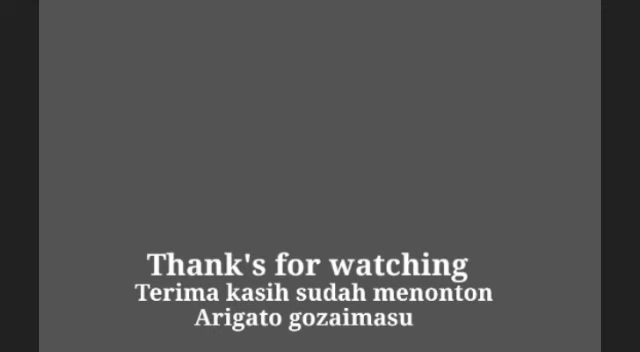 Thank's for watching
Terima kasih sudah menonton
Arigato gozaimasu